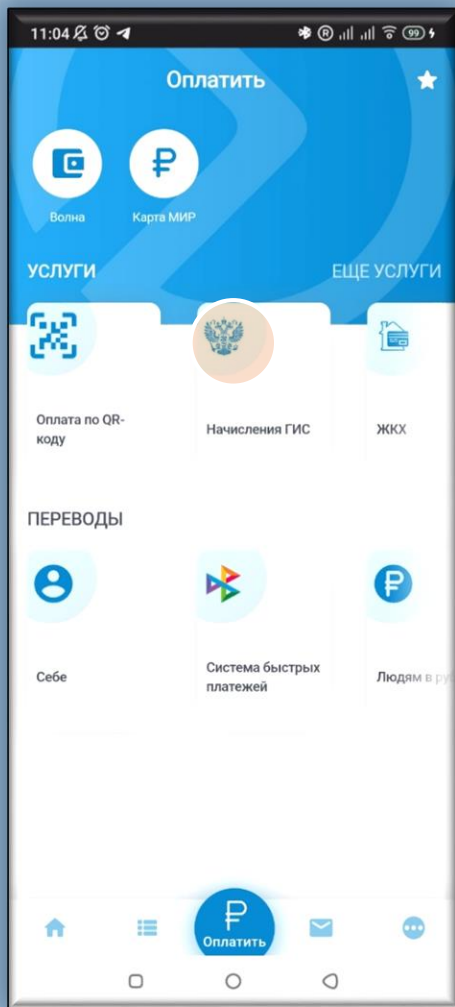 11:04
99
Оплатить
Волна
Карта МИР
УСЛУГИ
ЕЩЕ УСЛУГИ
Оплата по QR-
коду
Начисления ГИС
ЖКХ
ПЕРЕВОДЫ
Себе
Система быстрых
платежей
Людям в ру
Оплатить